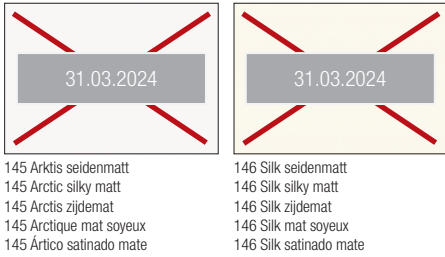 31.03.2024
145 Arktis seidenmatt
145 Arctic silky matt
145 Arctis zijdemat
145 Arctique mat soyeux
145 Ártico satinado mate
31.03.2024
146 Silk seidenmatt
146 Silk silky matt
146 Silk zijdemat
146 Silk mat soyeux
146 Silk satinado mate